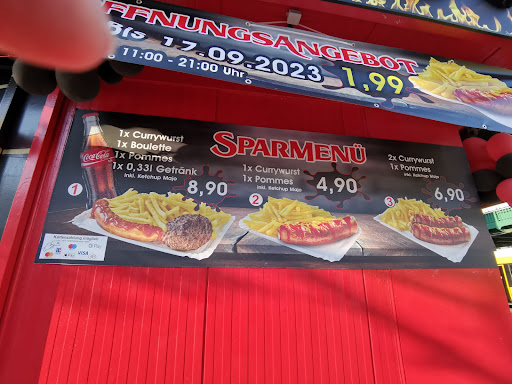 FFNUNGSANGEBOT
Bis 17.09.2023
11:00 - 21:00 Uhr
1,99
SPARMENÜ
1x Currywurst
1x Boulette
1x Pommes
1x 0,33l Getränk
inkl. Ketchup Majo
8,90
1
Coca-Cola
1x Currywurst
1x Pommes
inkl. Ketchup Majo
4,90
2
2x Currywurst
1x Pommes
inkl. Ketchup Majo
6,90
3
VISA